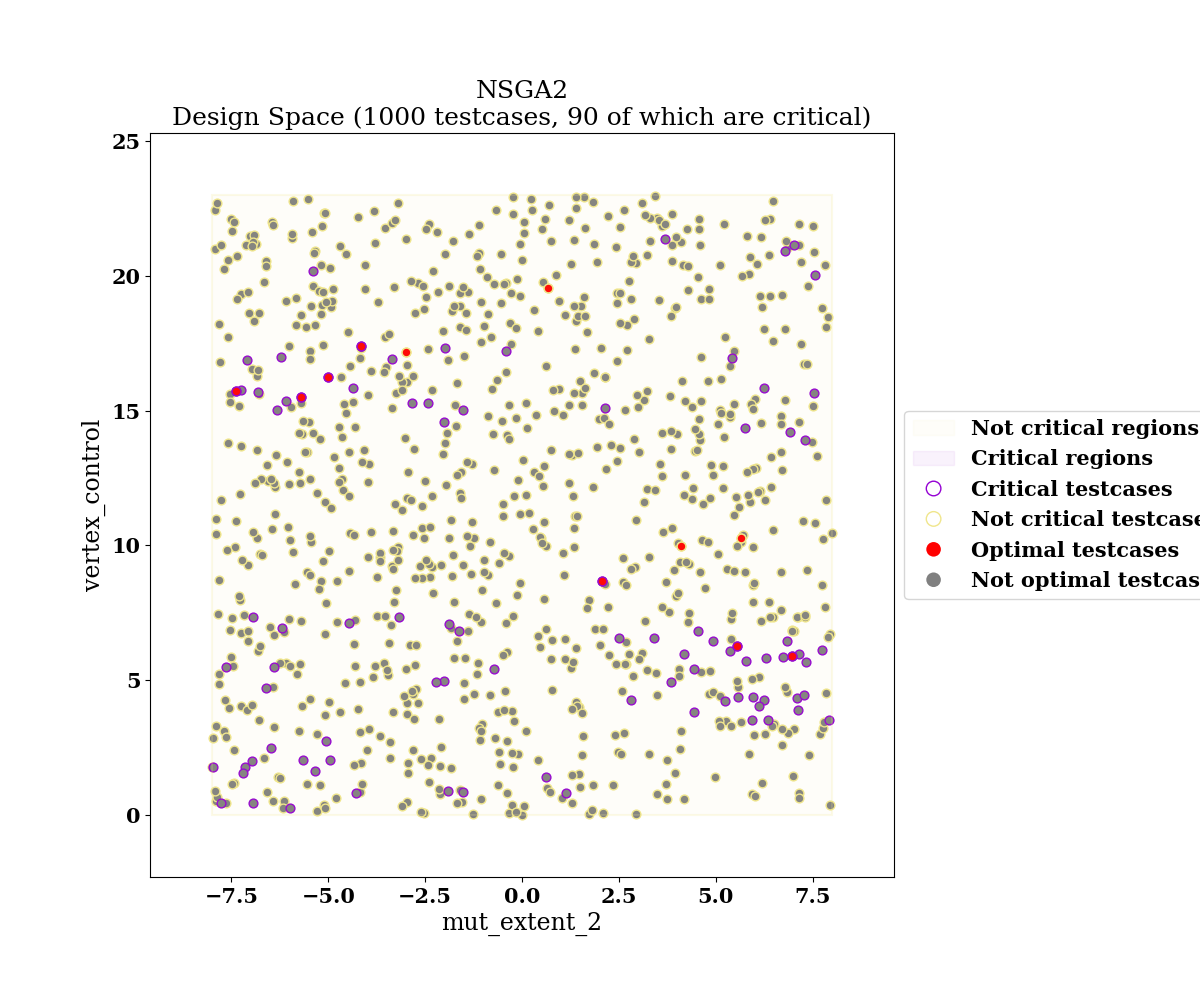 NSGA2
Design Space (1000 testcases, 90 of which are critical)
25
20
15
10
5
0
vertex_control
−7.5 −5.0 −2.5 0.0 2.5 5.0 7.5
mut_extent_2
Not critical regions
Critical regions
Critical testcases
Not critical testcase
Optimal testcases
Not optimal testcas